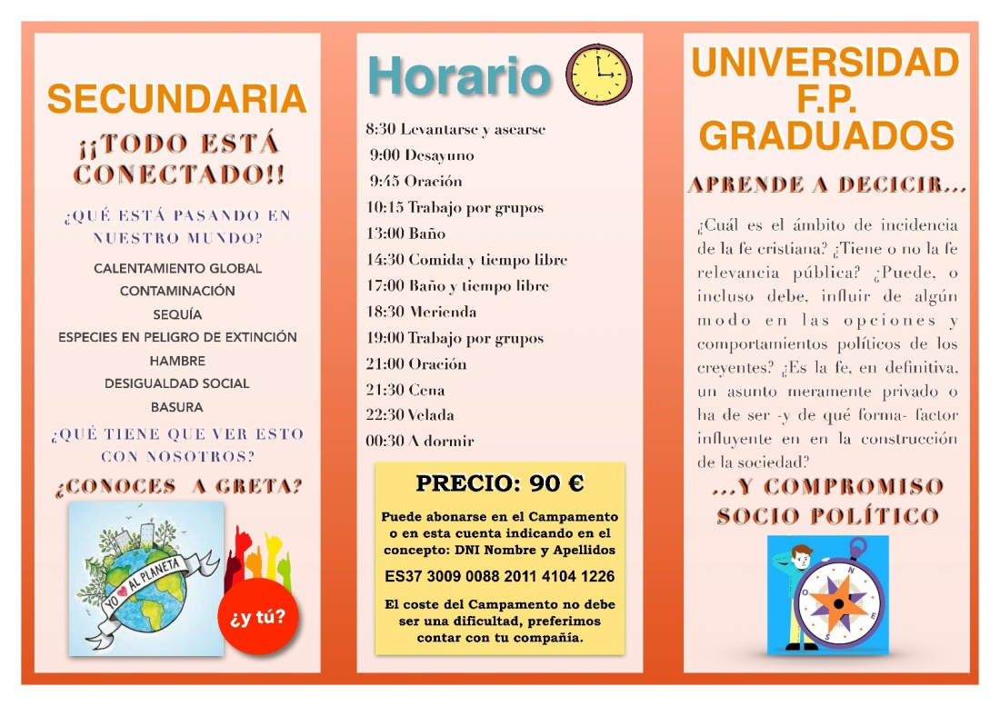 SECUNDARIA
¡¡TODO ESTÁ
CONECTADO!!
¿QUÉ ESTÁ PASANDO EN
NUESTRO MUNDO?
CALENTAMIENTO GLOBAL
CONTAMINACIÓN
SEQUÍA
ESPECIES EN PELIGRO DE EXTINCIÓN
HAMBRE
DESIGUALDAD SOCIAL
BASURA
¿QUÉ TIENE QUE VER ESTO
CON NOSOTROS?
¿CONOCES A GRETA?
YO AL PLANETA
¿y tú?
Horario
8:30 Levantarse y asearse
9:00 Desayuno
9:45 Oración
10:15 Trabajo por grupos
13:00 Baño
14:30 Comida y tiempo libre
17:00 Baño y tiempo libre
18:30 Merienda
19:00 Trabajo por grupos
21:00 Oración
21:30 Cena
22:30 Velada
00:30 A dormir
PRECIO: 90 €
Puede abonarse en el Campamento
o en esta cuenta indicando en el
concepto: DNI Nombre y Apellidos
ES37 3009 0088 2011 4104 1226
El coste del Campamento no debe
ser una dificultad, preferimos
contar con tu compañía.
UNIVERSIDAD
F.P.
GRADUADOS
APRENDE A DECICIR...
¿Cuál es el ámbito de incidencia
de la fe cristiana? ¿Tiene o no la fe
relevancia pública? ¿Puede, o
incluso debe, influir de algún
modo en las opciones y
comportamientos políticos de los
creyentes? ¿Es la fe, en definitiva,
un asunto meramente privado o
ha de ser -y de qué forma- factor
influyente en en la construcción
de la sociedad?
...Y COMPROMISO
SOCIO POLÍTICO
N
O
E
S